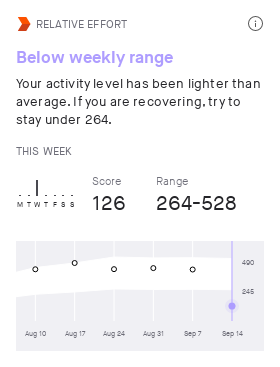 RELATIVE EFFORT
Below weekly range
Your activity level has been lighter than
average. If you are recovering, try to
stay under 264.
THIS WEEK
Score Range
M T W T F S S
126 264-528
490
246
Aug 10 Aug 17 Aug 24 Aug 31 Sep 7 Sep 14